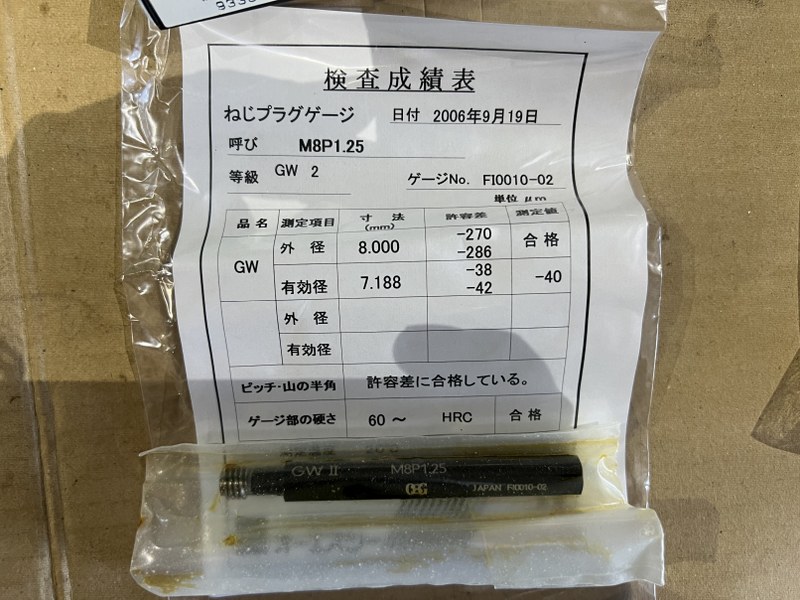 検査成績表
ねじプラグゲージ 日付 2006年9月19日
呼び M8P1.25
等級 GW 2 ゲージNo. FI0010-02
単位 μm
品名 測定項目 寸法(mm) 許容差 測定値
GW 外径 8.000 -270 -286 合格
有効径 7.188 -38 -42 -40
外径
有効径
ピッチ・山の半角 許容差に合格している。
ゲージ部の硬さ 60 ～ HRC 合格
GW II M8P1.25
OSG JAPAN FI0010-02